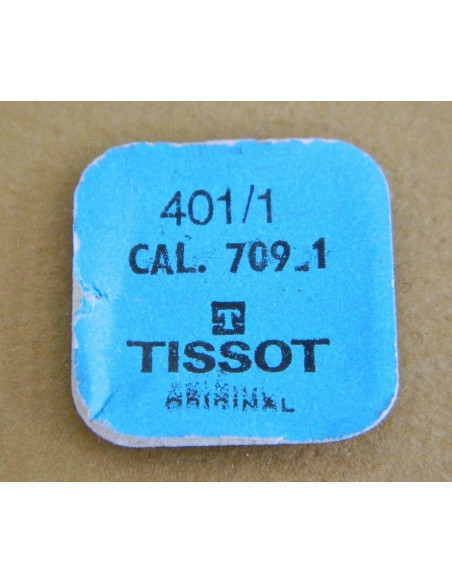 401/1
CAL. 709-1
TISSOT
ORIGINAL